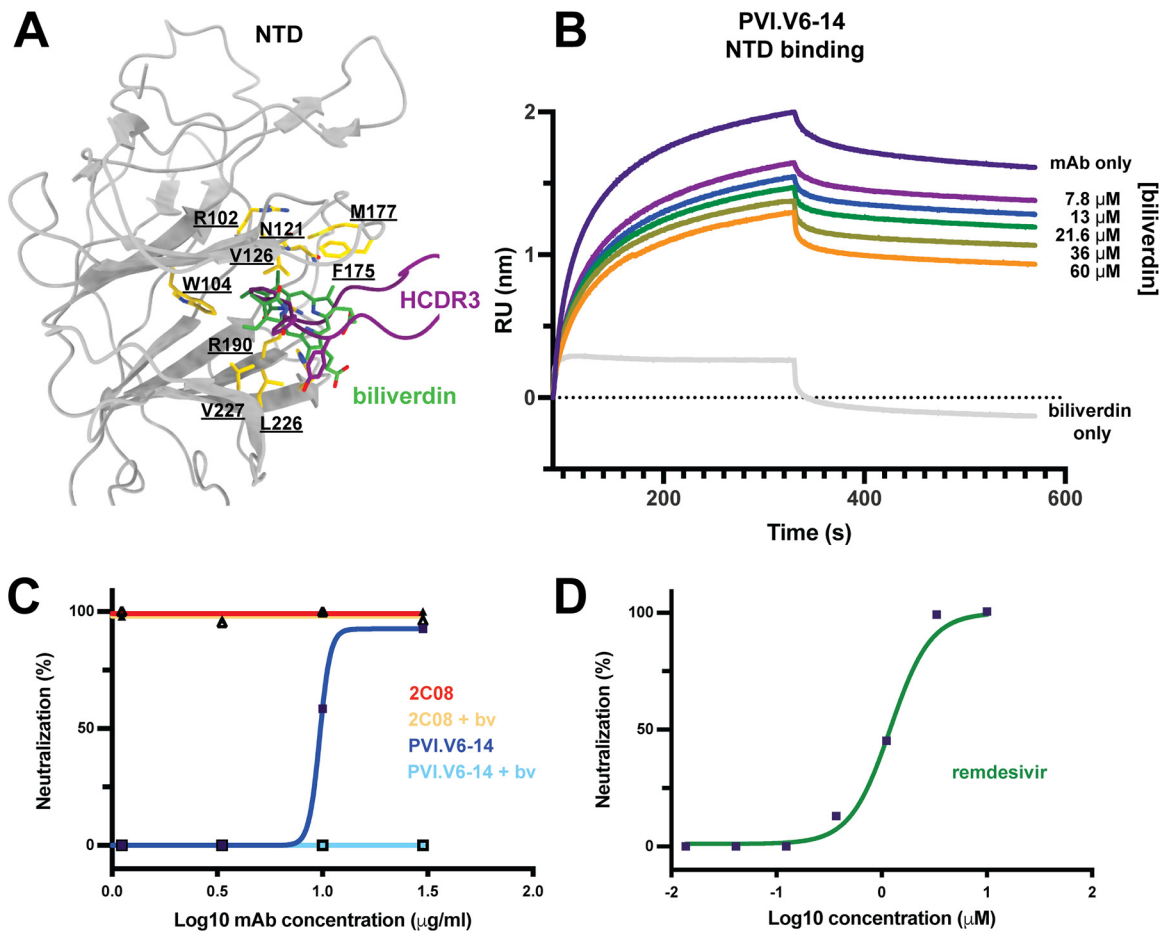 A
NTD
R102
N121
M177
V126
F175
W104
HCDR3
R190
biliverdin
V227
L226
B
PVI.V6-14
NTD binding
RU (nm)
2
1
0
mAb only
7.8 μM
13 μM
21.6 μM
36 μM
60 μM
[biliverdin]
biliverdin
only
200
400
600
Time (s)
C
Neutralization (%)
100
50
0
2C08
2C08 + bv
PVI.V6-14
PVI.V6-14 + bv
0.0
0.5
1.0
1.5
2.0
Log10 mAb concentration (μg/ml)
D
Neutralization (%)
100
50
0
remdesivir
-2
-1
0
1
2
Log10 concentration (μM)